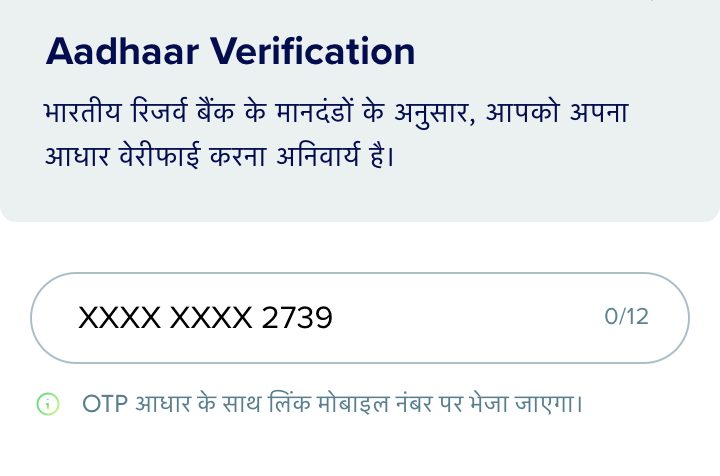 Aadhaar Verification
भारतीय रिजर्व बैंक के मानदंडों के अनुसार, आपको अपना
आधार वेरीफाई करना अनिवार्य है।
XXXX XXXX 2739
0/12
OTP आधार के साथ लिंक मोबाइल नंबर पर भेजा जाएगा।